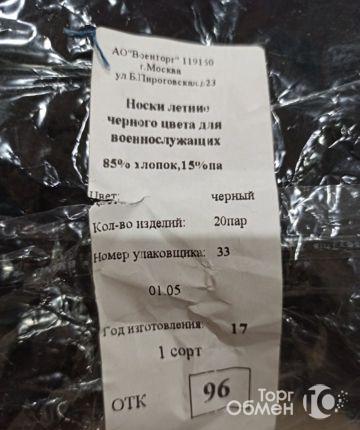 АО"Военторг" 119160
г.Москва
ул Б.Пироговская,д 23
Носки летние
черного цвета для
военнослужащих
85% хлопок,15%па
Цвет: черный
Кол-во изделий: 20пар
Номер упаковщика: 33
01.05
Год изготовления: 17
1 сорт
ОТК 96
Торг
Обмен